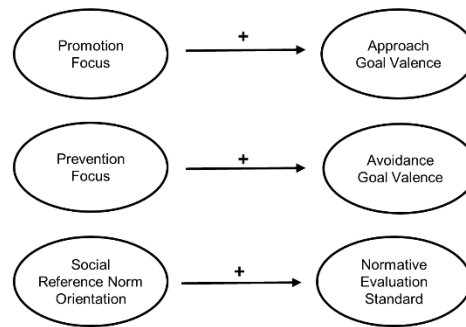 Promotion
Focus
+
Approach
Goal Valence
Prevention
Focus
+
Avoidance
Goal Valence
Social
Reference Norm
Orientation
+
Normative
Evaluation
Standard